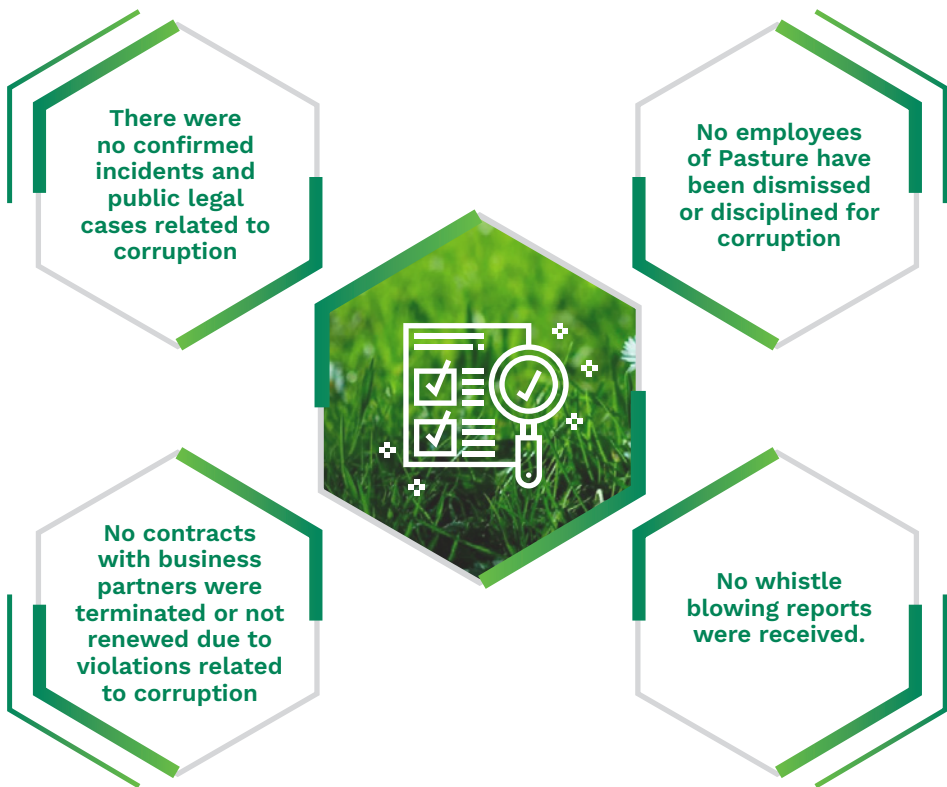 There were
no confirmed
incidents and
public legal
cases related to
corruption
No employees
of Pasture have
been dismissed
or disciplined for
corruption
No contracts
with business
partners were
terminated or not
renewed due to
violations related
to corruption
No whistle
blowing reports
were received.